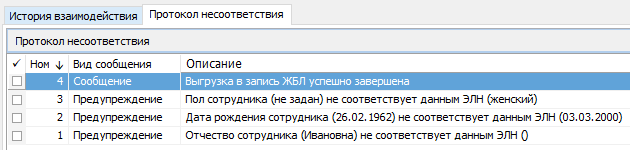 История взаимодействия Протокол несоответствия
Протокол несоответствия
✓ Ном ↓ Вид сообщения Описание
4 Сообщение Выгрузка в запись ЖБЛ успешно завершена
3 Предупреждение Пол сотрудника (не задан) не соответствует данным ЭЛН (женский)
2 Предупреждение Дата рождения сотрудника (26.02.1962) не соответствует данным ЭЛН (03.03.2000)
1 Предупреждение Отчество сотрудника (Ивановна) не соответствует данным ЭЛН ()